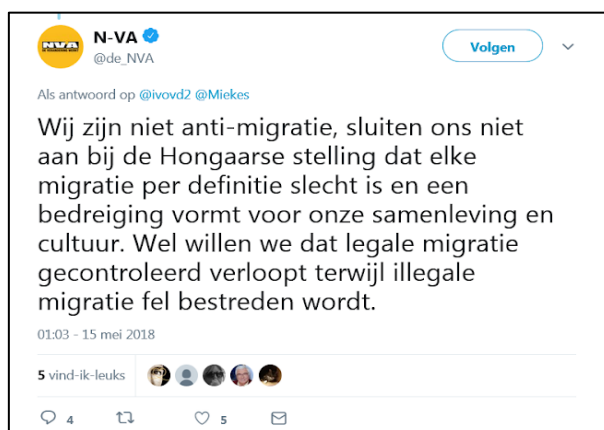 N-VA
@de_NVA
Volgen
Als antwoord op @ivovd2 @Miekes
Wij zijn niet anti-migratie, sluiten ons niet
aan bij de Hongaarse stelling dat elke
migratie per definitie slecht is en een
bedreiging vormt voor onze samenleving en
cultuur. Wel willen we dat legale migratie
gecontroleerd verloopt terwijl illegale
migratie fel bestreden wordt.
01:03 - 15 mei 2018
5 vind-ik-leuks
4 5